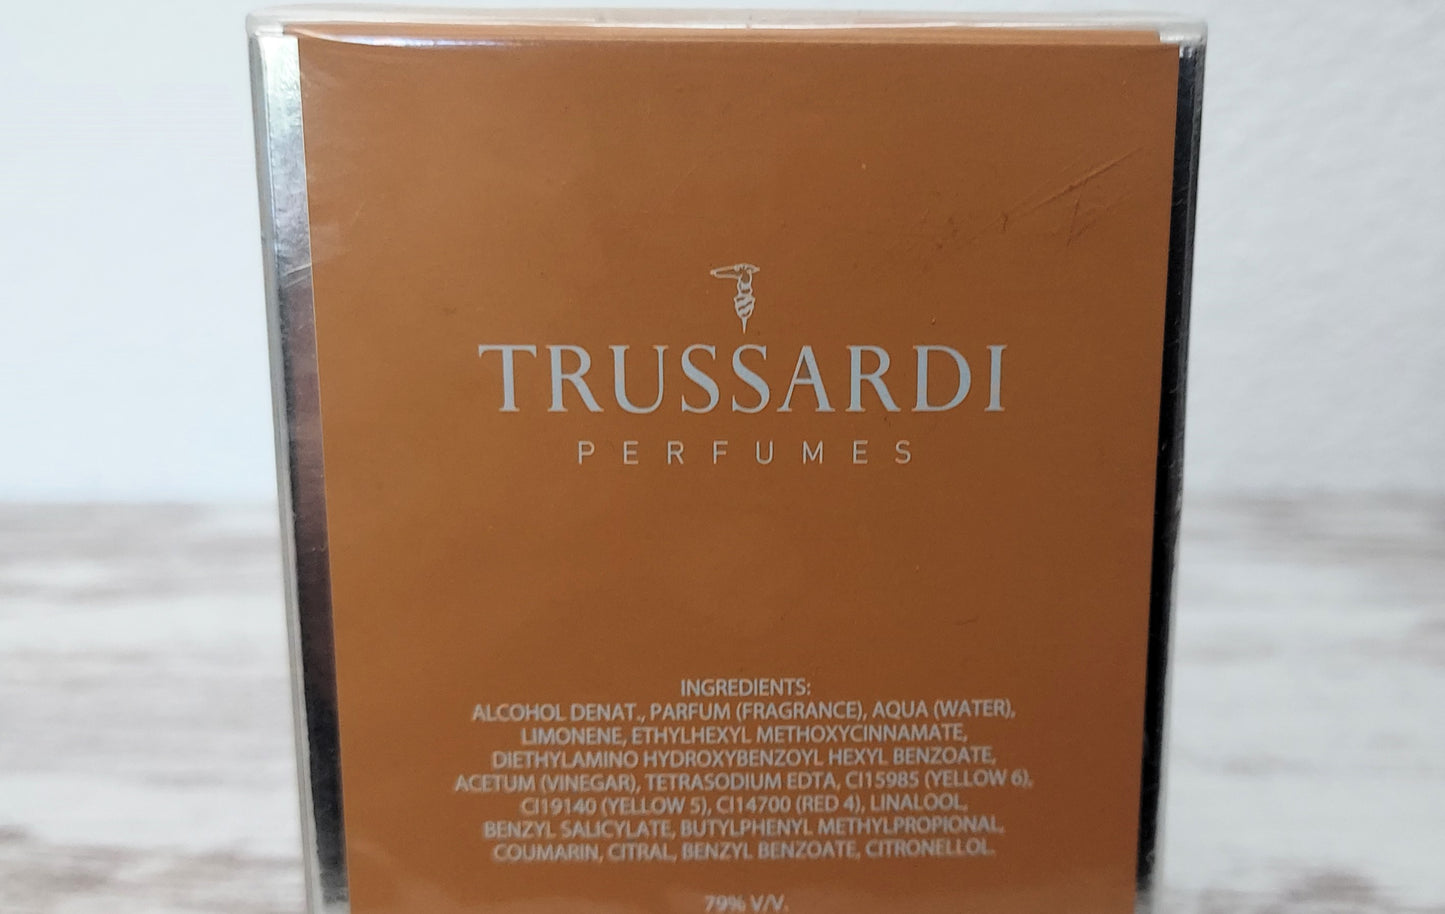 TRUSSARDI
PERFUMES
INGREDIENTS:
ALCOHOL DENAT., PARFUM (FRAGRANCE), AQUA (WATER),
LIMONENE, ETHYLHEXYL METHOXYCINNAMATE,
DIETHYLAMINO HYDROXYBENZOYL HEXYL BENZOATE,
ACETUM (VINEGAR), TETRASODIUM EDTA, CI15985 (YELLOW 6),
CI19140 (YELLOW 5), CI14700 (RED 4), LINALOOL,
BENZYL SALICYLATE, BUTYLPHENYL METHYLPROPIONAL,
COUMARIN, CITRAL, BENZYL BENZOATE, CITRONELLOL.
79% V/V.